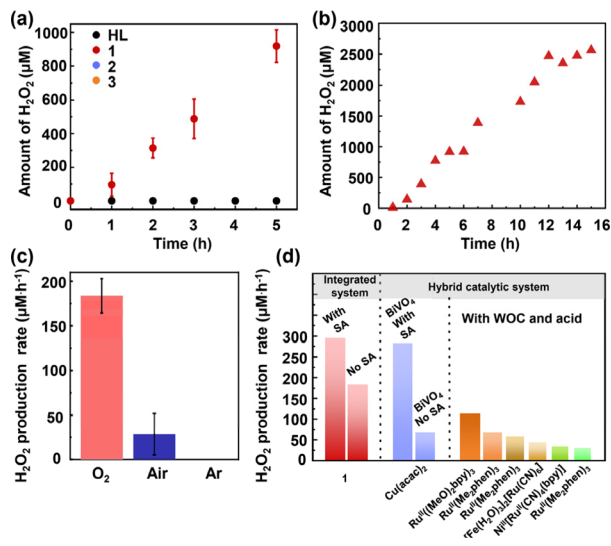 (a)
Amount of H₂O₂ (μM)
1000
800
600
400
200
0
HL
1
2
3
0 1 2 3 4 5
Time (h)
(b)
Amount of H₂O₂ (μM)
3000
2500
2000
1500
1000
500
0
0 2 4 6 8 10 12 14 16
Time (h)
(c)
H₂O₂ production rate (μM·h⁻¹)
200
150
100
50
0
O₂ Air Ar
(d)
H₂O₂ production rate (μM·h⁻¹)
300
250
200
150
100
50
0
Integrated
system
Hybrid catalytic system
With
SA
No SA
BiVO₄
With
SA
BiVO₄
No SA
With WOC and acid
1
Cu(acac)₂
Ruᴵᴵ((MeO)₂bpy)₃
Ruᴵᴵ(Me₂phen)₃
Ruᴵᴵ(Me₂phen)₃
[Fe(H₂O)₃]₂[Ru(CN)₆]
Niᴵᴵ[Ruᴵᴵ(CN)₄(bpy)]
Ruᴵᴵ(Me₂phen)₃